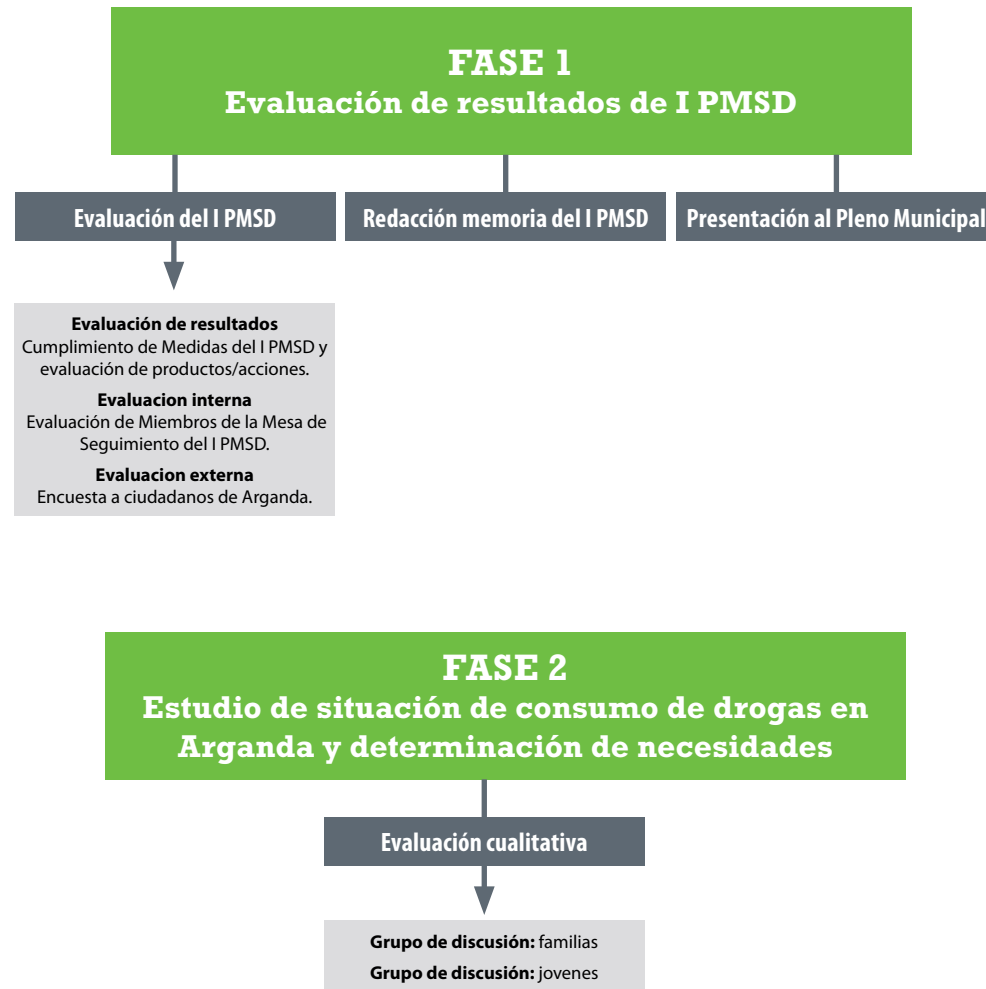 FASE 1
Evaluación de resultados de I PMSD
Evaluación del I PMSD
Redacción memoria del I PMSD
Presentación al Pleno Municipal
Evaluación de resultados
Cumplimiento de Medidas del I PMSD y
evaluación de productos/acciones.
Evaluacion interna
Evaluación de Miembros de la Mesa de
Seguimiento del I PMSD.
Evaluacion externa
Encuesta a ciudadanos de Arganda.
FASE 2
Estudio de situación de consumo de drogas en
Arganda y determinación de necesidades
Evaluación cualitativa
Grupo de discusión: familias
Grupo de discusión: jovenes